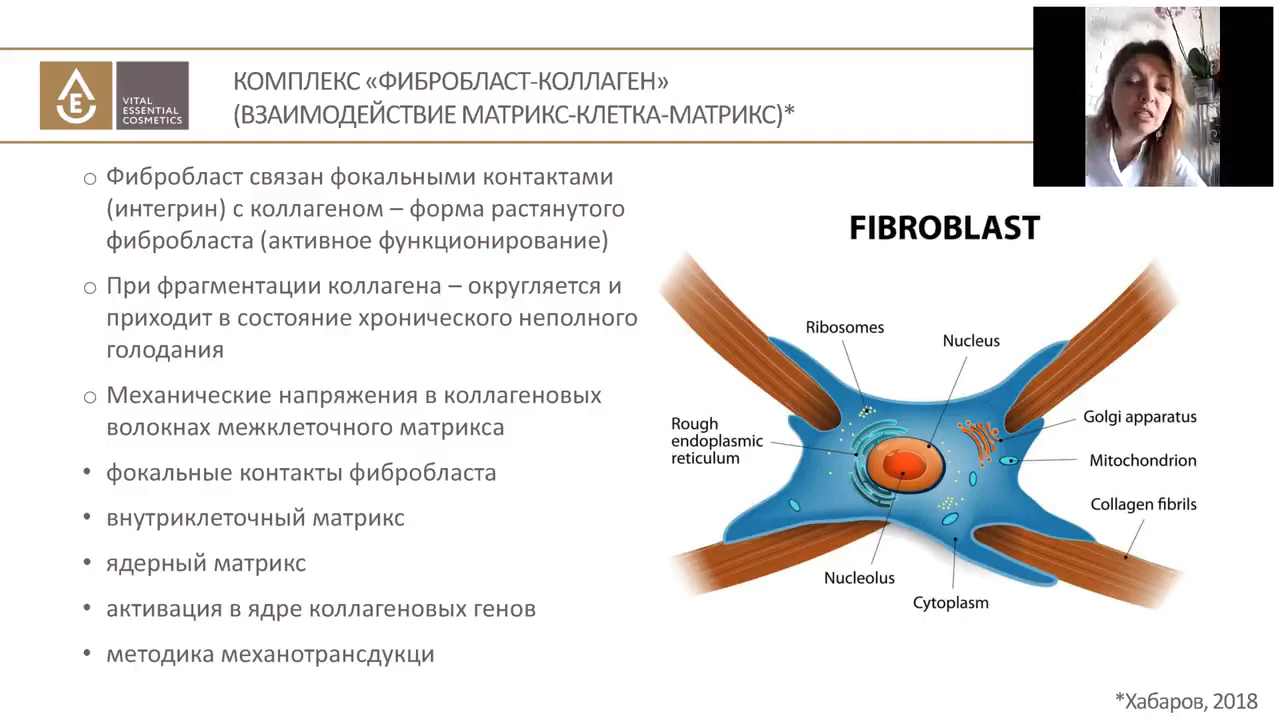 VITAL
ESSENTIAL
COSMETICS
КОМПЛЕКС «ФИБРОБЛАСТ-КОЛЛАГЕН»
(ВЗАИМОДЕЙСТВИЕ МАТРИКС-КЛЕТКА-МАТРИКС)*
o Фибробласт связан фокальными контактами
(интегрин) с коллагеном – форма растянутого
фибробласта (активное функционирование)
o При фрагментации коллагена – округляется и
приходит в состояние хронического неполного
голодания
o Механические напряжения в коллагеновых
волокнах межклеточного матрикса
• фокальные контакты фибробласта
• внутриклеточный матрикс
• ядерный матрикс
• активация в ядре коллагеновых генов
• методика механотрансдукци
FIBROBLAST
Ribosomes
Nucleus
Rough
endoplasmic
reticulum
Golgi apparatus
Mitochondrion
Collagen fibrils
Nucleolus
Cytoplasm
*Хабаров, 2018